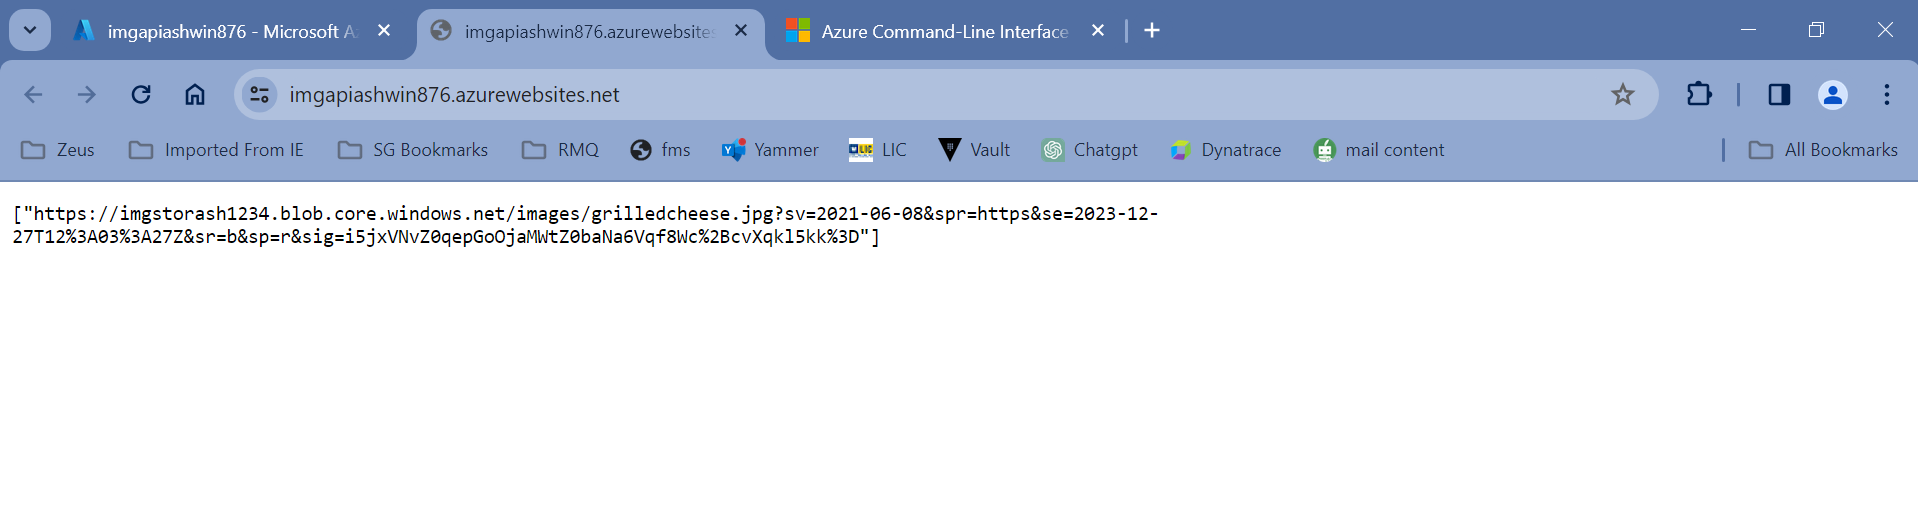 imgapiashwin876 - Microsoft A
imgapiashwin876.azurewebsites
Azure Command-Line Interface
imgapiashwin876.azurewebsites.net
Zeus
Imported From IE
SG Bookmarks
RMQ
fms
Yammer
LIC
Vault
Chatgpt
Dynatrace
mail content
All Bookmarks
["https://imgstorash1234.blob.core.windows.net/images/grilledcheese.jpg?sv=2021-06-08&spr=https&se=2023-12-
27T12%3A03%3A27Z&sr=b&sp=r&sig=i5jxVNvZ0qepGoOjaMWtZ0baNa6Vqf8Wc%2BcvXqkl5kk%3D"]